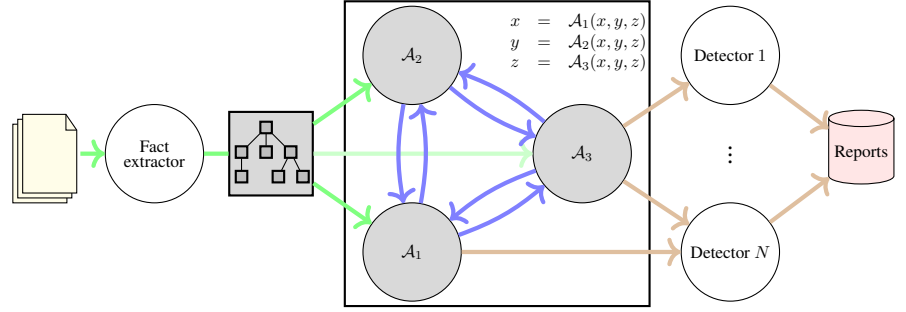 x = 𝒜₁(x, y, z)
y = 𝒜₂(x, y, z)
z = 𝒜₃(x, y, z)
𝒜₂
Detector 1
Fact
extractor
𝒜₃
⋮
Reports
𝒜₁
Detector N